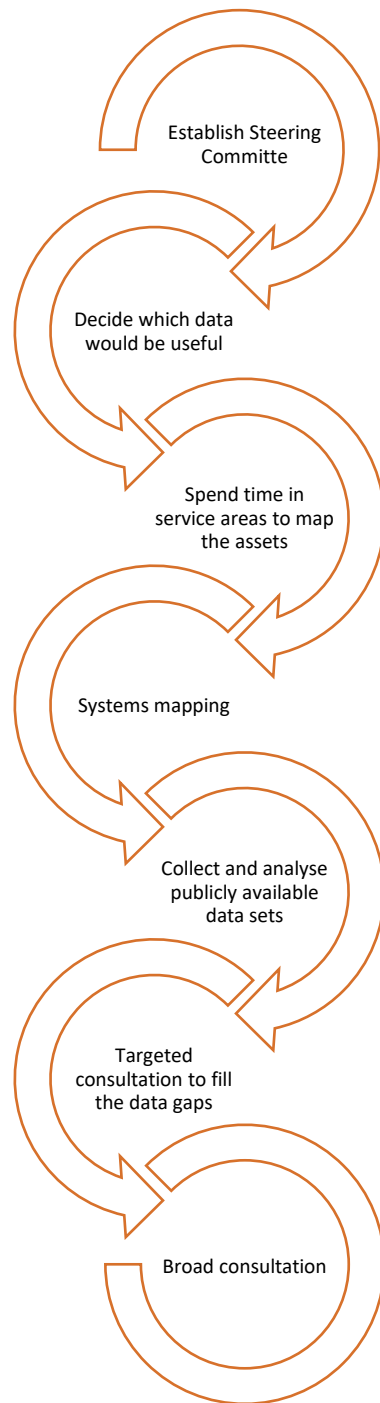 Establish Steering
Committe
Decide which data
would be useful
Spend time in
service areas to map
the assets
Systems mapping
Collect and analyse
publicly available
data sets
Targeted
consultation to fill
the data gaps
Broad consultation